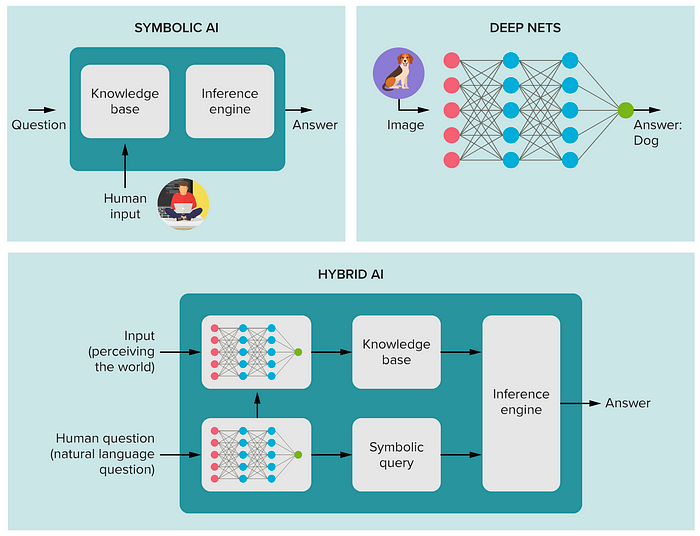 SYMBOLIC AI
Knowledge
base
Inference
engine
Question
Answer
Human
input
DEEP NETS
Image
Answer:
Dog
HYBRID AI
Input
(perceiving
the world)
Knowledge
base
Inference
engine
Answer
Human question
(natural language
question)
Symbolic
query